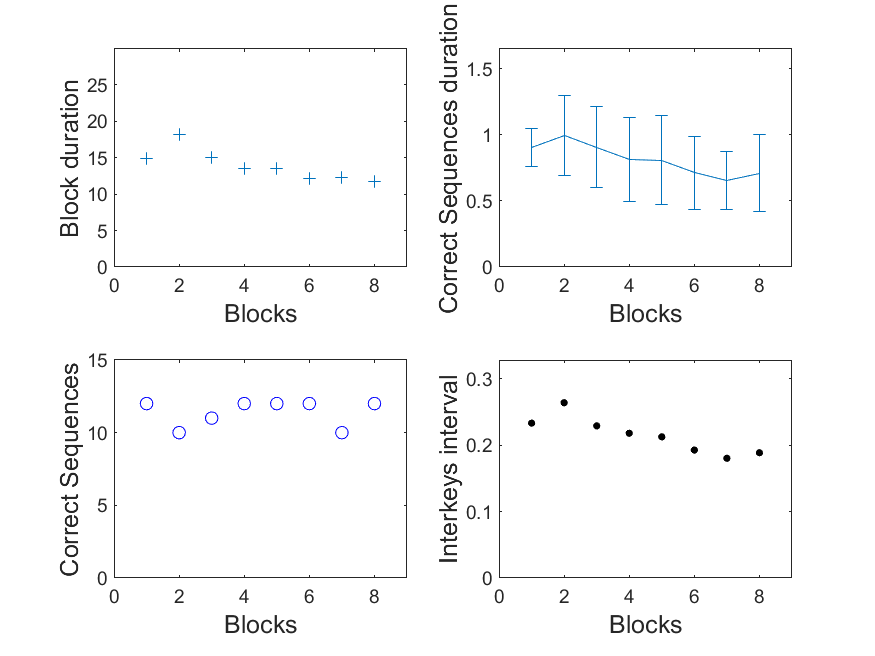 Block duration
25
20
15
10
5
0
0 2 4 6 8
Blocks
Correct Sequences duration
1.5
1
0.5
0
0 2 4 6 8
Blocks
Correct Sequences
15
10
5
0
0 2 4 6 8
Blocks
Interkeys interval
0.3
0.2
0.1
0
0 2 4 6 8
Blocks